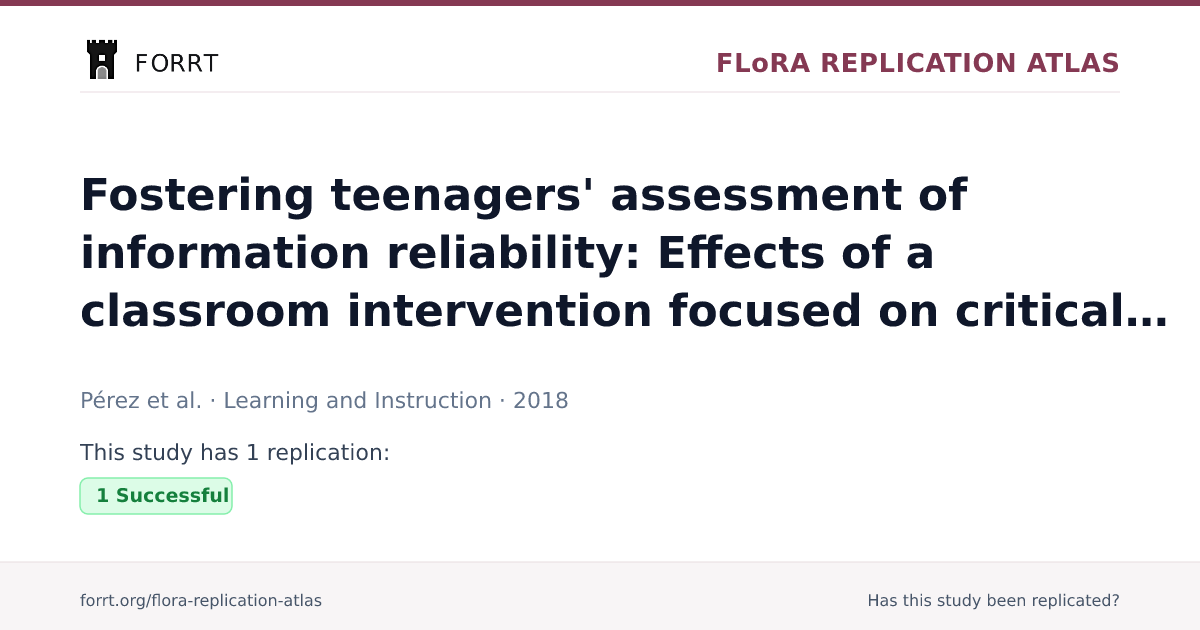 FORRT
FLoRA REPLICATION ATLAS
Fostering teenagers' assessment of
information reliability: Effects of a
classroom intervention focused on critical…
Pérez et al. · Learning and Instruction · 2018
This study has 1 replication:
1 Successful
forrt.org/flora-replication-atlas
Has this study been replicated?